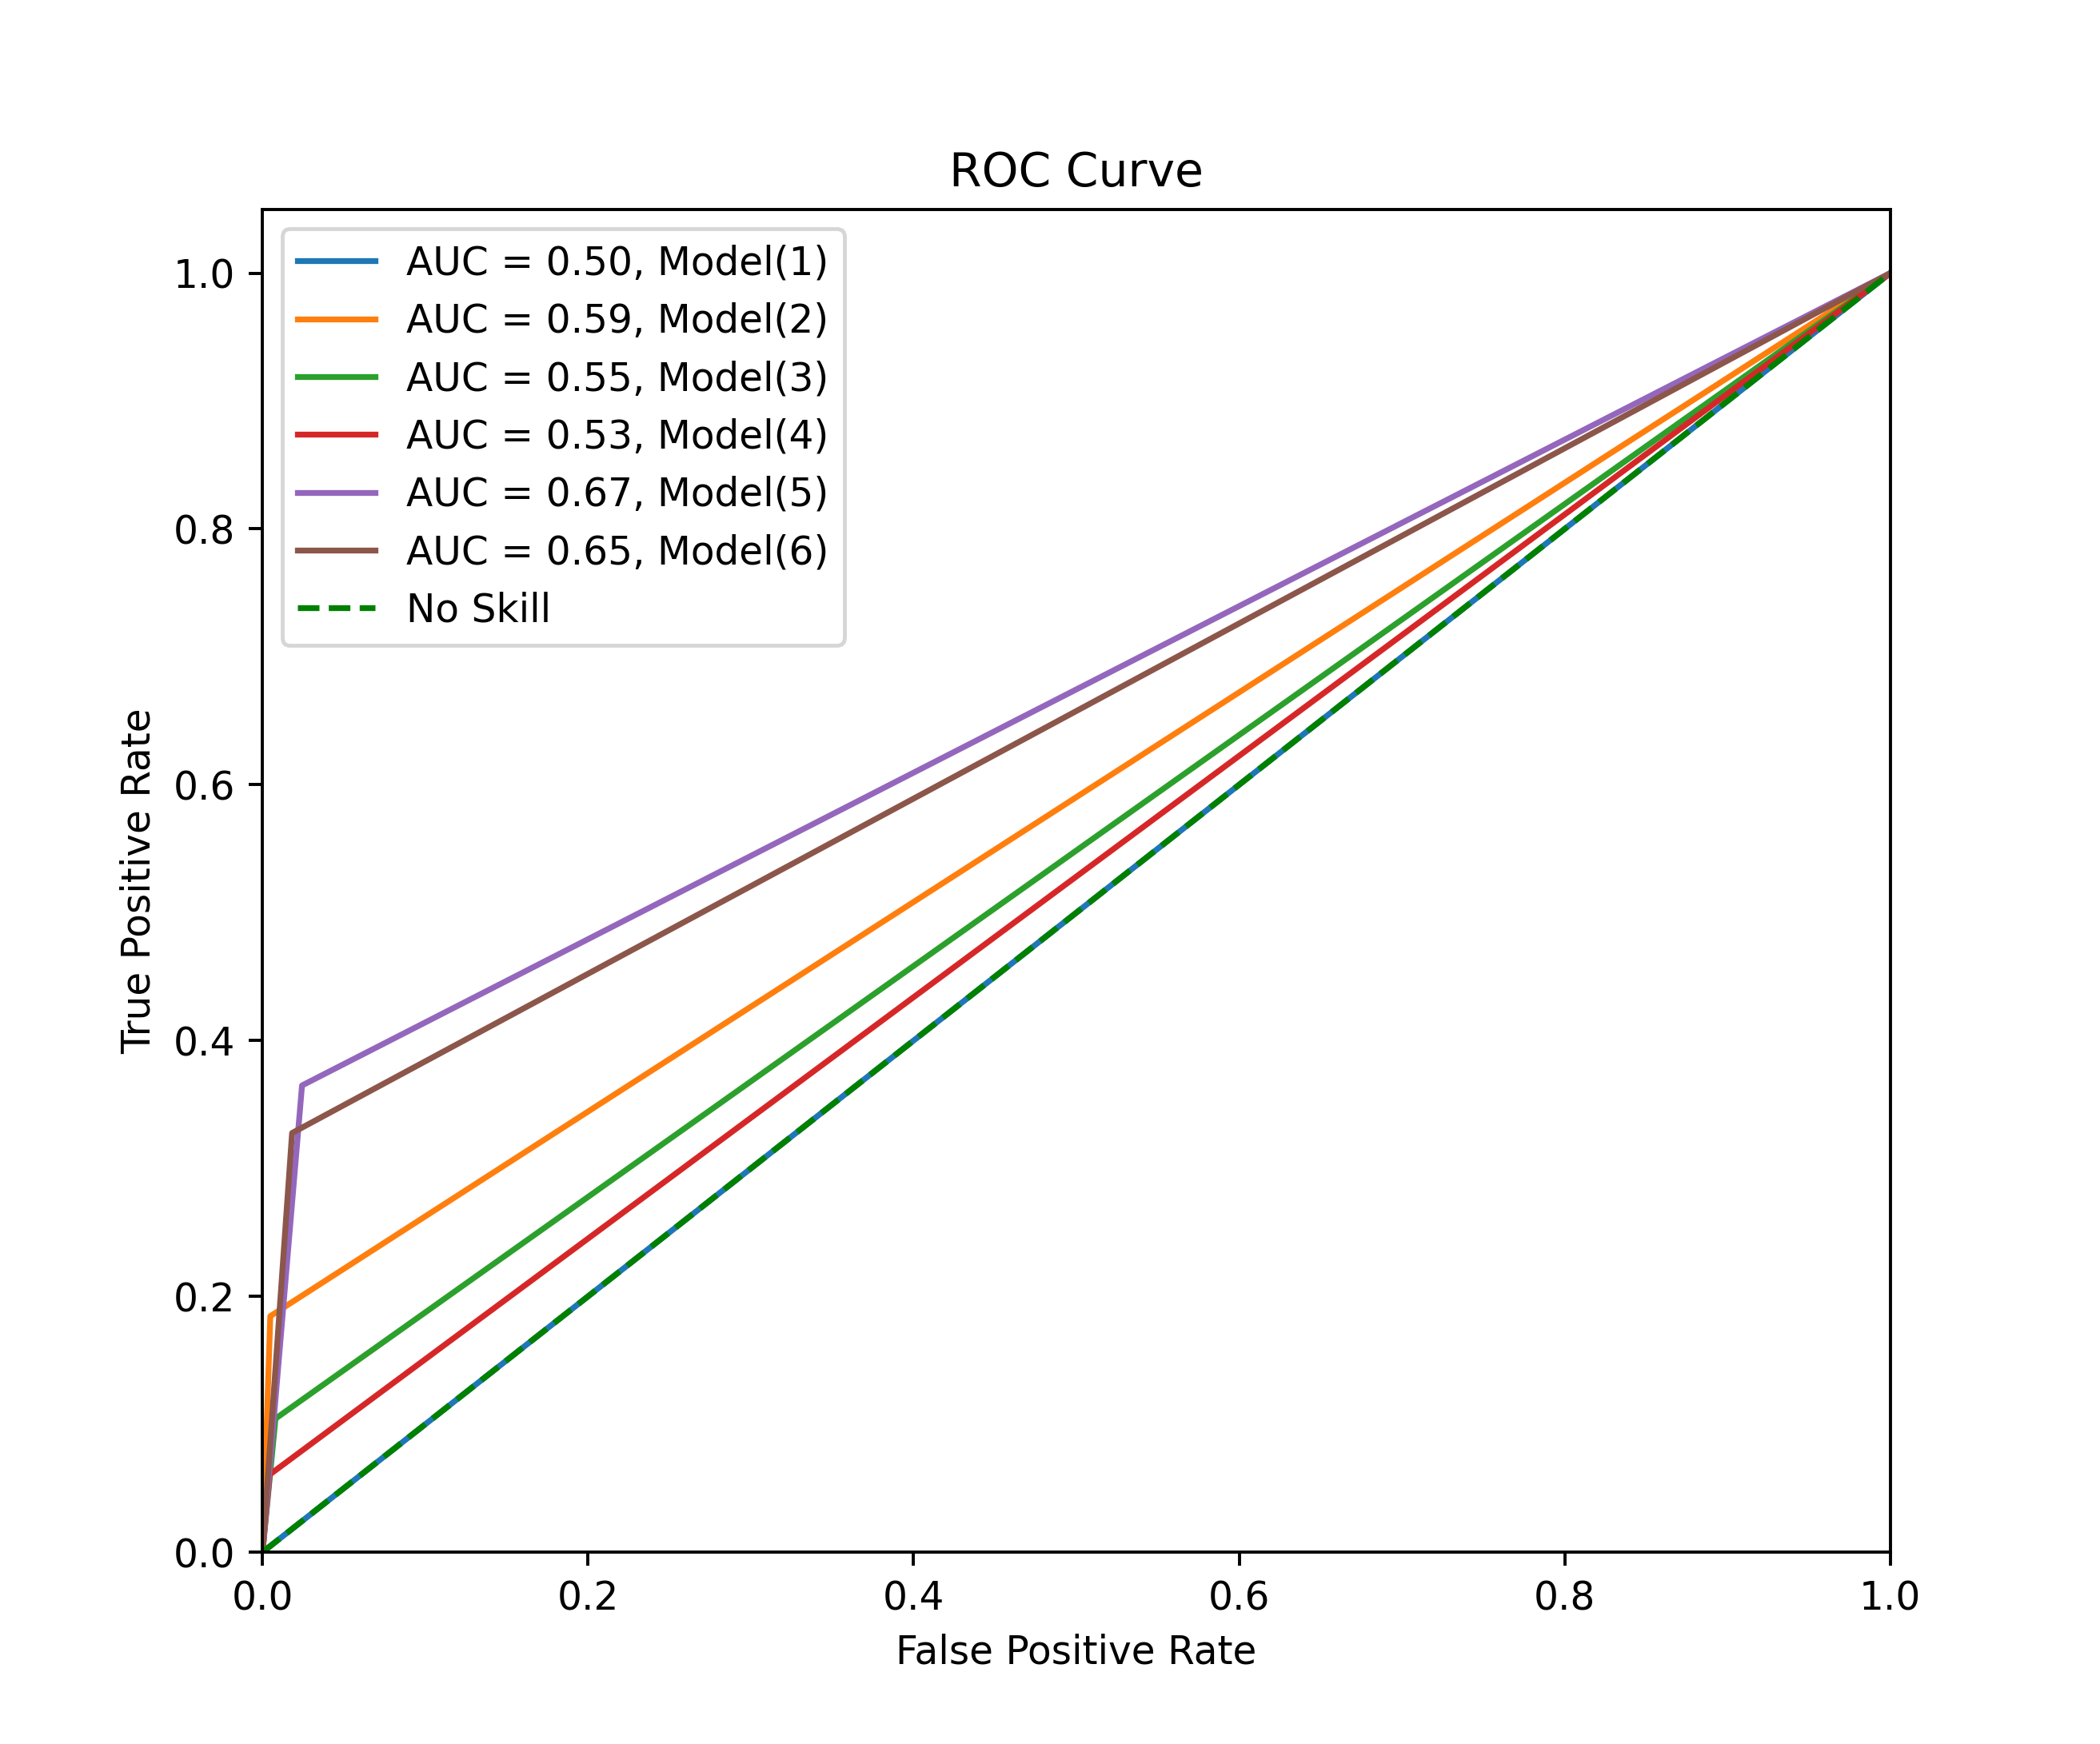 ROC Curve
AUC = 0.50, Model(1)
AUC = 0.59, Model(2)
AUC = 0.55, Model(3)
AUC = 0.53, Model(4)
AUC = 0.67, Model(5)
AUC = 0.65, Model(6)
No Skill
1.0
0.8
0.6
0.4
0.2
0.0
True Positive Rate
0.0 0.2 0.4 0.6 0.8 1.0
False Positive Rate